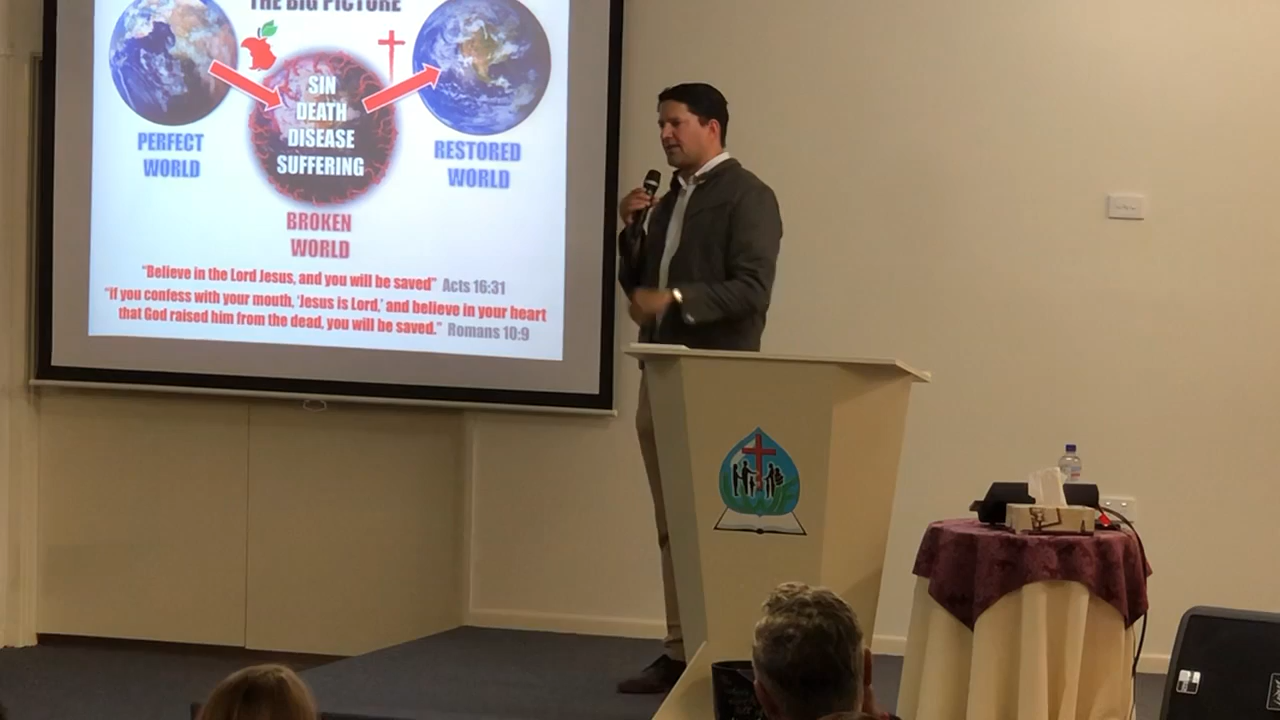 THE BIG PICTURE
SIN
DEATH
DISEASE
SUFFERING
PERFECT
WORLD
RESTORED
WORLD
BROKEN
WORLD
"Believe in the Lord Jesus, and you will be saved" Acts 16:31
"If you confess with your mouth, 'Jesus is Lord,' and believe in your heart
that God raised him from the dead, you will be saved." Romans 10:9